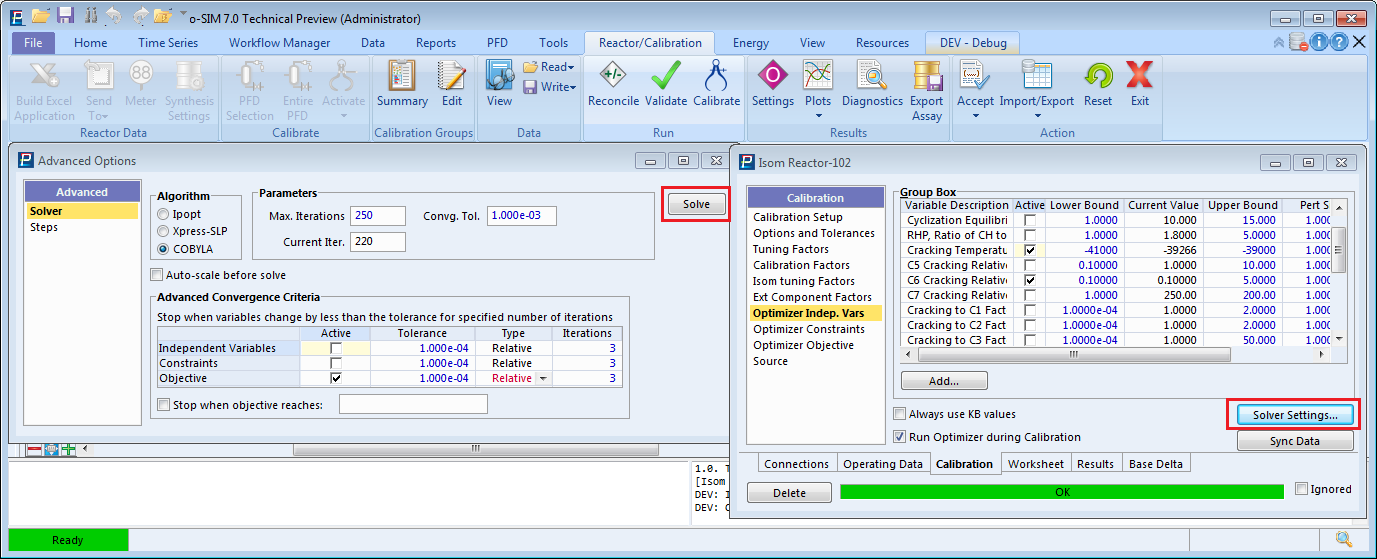 o-SIM 7.0 Technical Preview (Administrator)
File Home Time Series Workflow Manager Data Reports PFD Tools Reactor/Calibration Energy View Resources DEV - Debug
Build Excel Application
Send To
Meter
Synthesis Settings
PFD Selection
Entire PFD
Activate
Summary
Edit
View
Read
Write
Reconcile
Validate
Calibrate
Settings
Plots
Diagnostics
Export Assay
Accept
Import/Export
Reset
Exit
Reactor Data Calibrate Calibration Groups Data Run Results Action
Advanced Options
Advanced
Solver
Steps
Algorithm
Ipopt
Xpress-SLP
COBYLA
Parameters
Max. Iterations 250 Convg. Tol. 1.000e-03
Current Iter. 220
Solve
Auto-scale before solve
Advanced Convergence Criteria
Stop when variables change by less than the tolerance for specified number of iterations
Active Tolerance Type Iterations
Independent Variables 1.000e-04 Relative 3
Constraints 1.000e-04 Relative 3
Objective 1.000e-04 Relative 3
Stop when objective reaches:
Isom Reactor-102
Calibration
Calibration Setup
Options and Tolerances
Tuning Factors
Calibration Factors
Isom tuning Factors
Ext Component Factors
Optimizer Indep. Vars
Optimizer Constraints
Optimizer Objective
Source
Group Box
Variable Description Active Lower Bound Current Value Upper Bound Pert S
Cyclization Equilibri 1.0000 10.000 15.000 1.000
RHP, Ratio of CH to 1.0000 1.8000 5.0000 1.000
Cracking Temperatu -41000 -39266 -39000 1.000
C5 Cracking Relative 0.10000 1.0000 10.000 1.000
C6 Cracking Relative 0.10000 0.10000 5.0000 1.000
C7 Cracking Relative 1.0000 250.00 200.00 1.000
Cracking to C1 Fact 1.0000e-04 1.0000 2.0000 1.000
Cracking to C2 Fact 1.0000e-04 1.0000 2.0000 1.000
Cracking to C3 Fact 1.0000e-04 1.0000 50.000 1.000
Add...
Always use KB values
Solver Settings...
Run Optimizer during Calibration
Sync Data
Connections Operating Data Calibration Worksheet Results Base Delta
Delete
OK
Ignored
1.0. T
[Isom
DEV: I
DEV: C
Ready